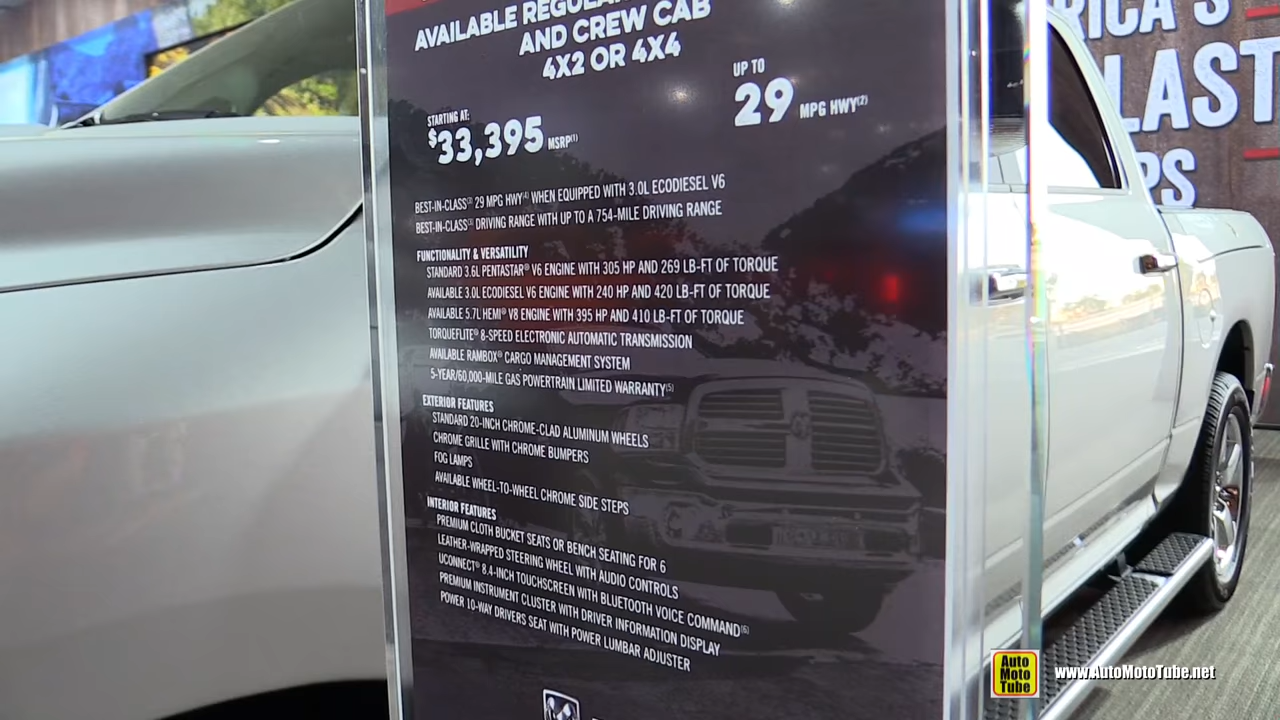 AVAILABLE
AND CREW CAB
4X2 OR 4X4
UP TO
29 MPG HWY(2)
STARTING AT:
$33,395 MSRP(1)
BEST-IN-CLASS 29 MPG HWY WHEN EQUIPPED WITH 3.0L ECODIESEL V6
BEST-IN-CLASS DRIVING RANGE WITH UP TO A 754-MILE DRIVING RANGE
FUNCTIONALITY & VERSATILITY
STANDARD 3.6L PENTASTAR® V6 ENGINE WITH 305 HP AND 269 LB-FT OF TORQUE
AVAILABLE 3.0L ECODIESEL V6 ENGINE WITH 240 HP AND 420 LB-FT OF TORQUE
AVAILABLE 5.7L HEMI® V8 ENGINE WITH 395 HP AND 410 LB-FT OF TORQUE
TORQUEFLITE® 8-SPEED ELECTRONIC AUTOMATIC TRANSMISSION
AVAILABLE RAMBOX® CARGO MANAGEMENT SYSTEM
5-YEAR/60,000-MILE GAS POWERTRAIN LIMITED WARRANTY(5)
EXTERIOR FEATURES
STANDARD 20-INCH CHROME-CLAD ALUMINUM WHEELS
CHROME GRILLE WITH CHROME BUMPERS
FOG LAMPS
AVAILABLE WHEEL-TO-WHEEL CHROME SIDE STEPS
INTERIOR FEATURES
PREMIUM CLOTH BUCKET SEATS OR BENCH SEATING FOR 6
LEATHER-WRAPPED STEERING WHEEL WITH AUDIO CONTROLS
UCONNECT® 8.4-INCH TOUCHSCREEN WITH BLUETOOTH VOICE COMMAND(6)
PREMIUM INSTRUMENT CLUSTER WITH DRIVER INFORMATION DISPLAY
POWER 10-WAY DRIVERS SEAT WITH POWER LUMBAR ADJUSTER
RICA'S
LAST
PS
Auto
Moto
Tube
www.AutoMotoTube.net